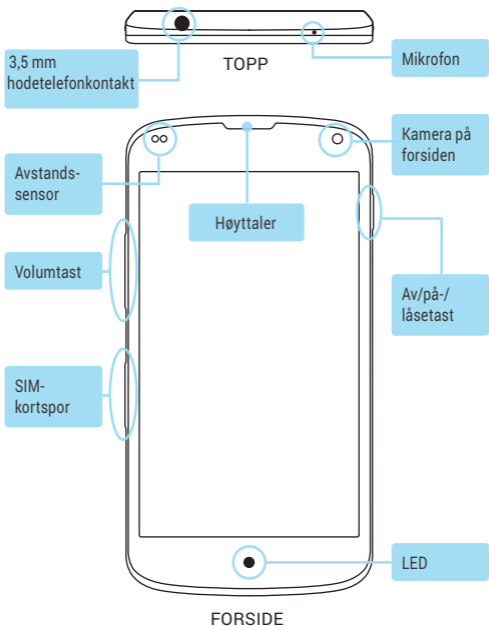 3,5 mm
hodetelefonkontakt
TOPP
Mikrofon
Kamera på
forsiden
Avstands-
sensor
Høyttaler
Volumtast
Av/på-/
låsetast
SIM-
kortspor
LED
FORSIDE